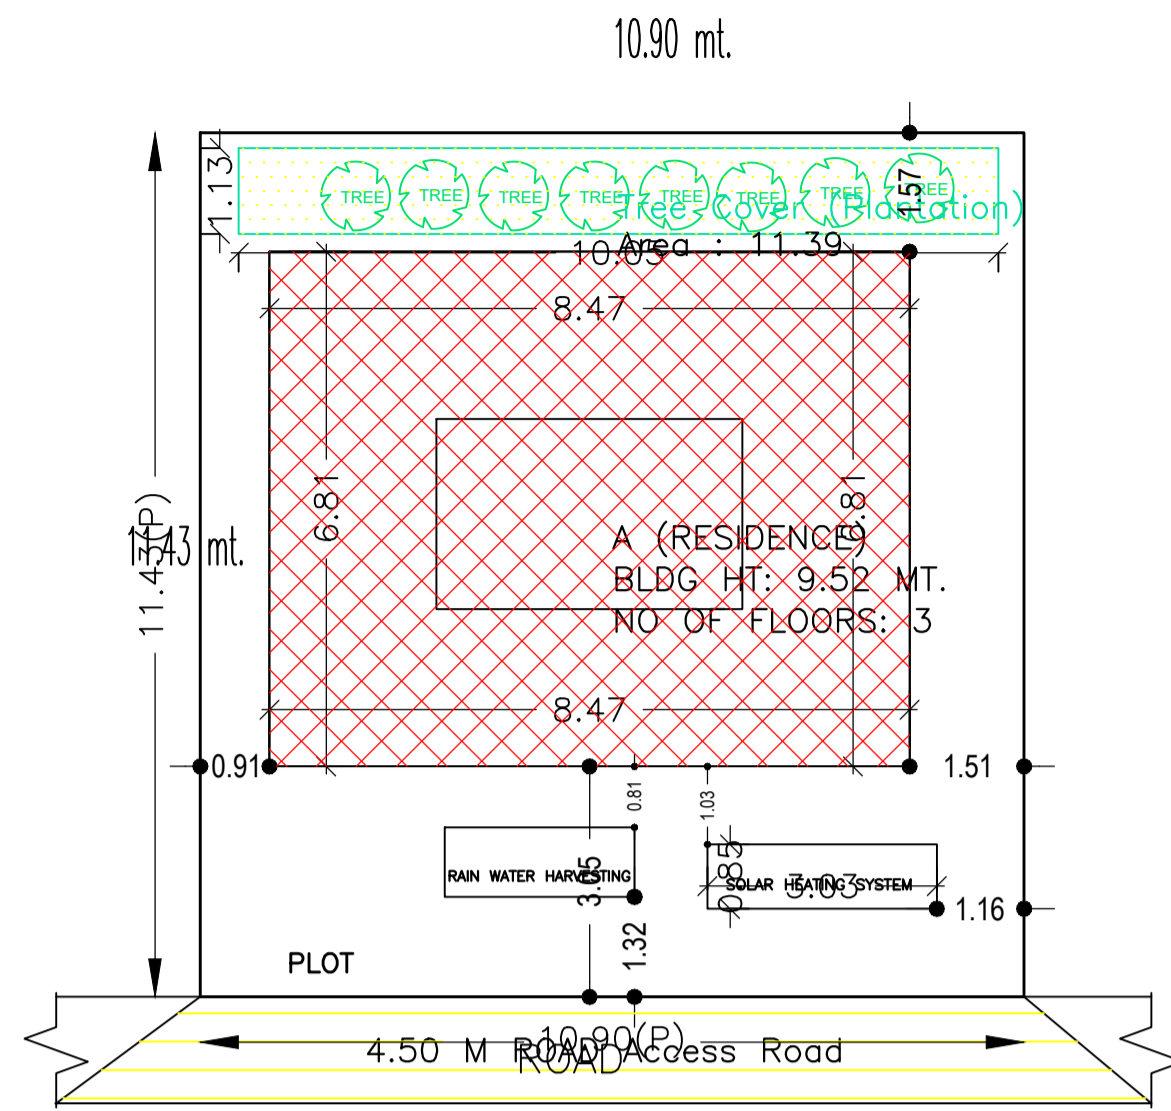 10.90 mt.
1.13
TREE TREE TREE TREE TREE TREE TREE TREE
1.57
Tree Cover (Plantation)
Area : 11.39
10.05
8.47
6.81
6.81
11.43(P)
11.43 mt.
A (RESIDENCE)
BLDG HT: 9.52 MT.
NO OF FLOORS: 3
8.47
0.91
1.51
0.81
1.03
3.05
RAIN WATER HARVESTING
0.85
SOLAR HEATING SYSTEM
3.03
1.16
1.32
PLOT
10.90(P)
4.50 M ROAD Access Road
ROAD